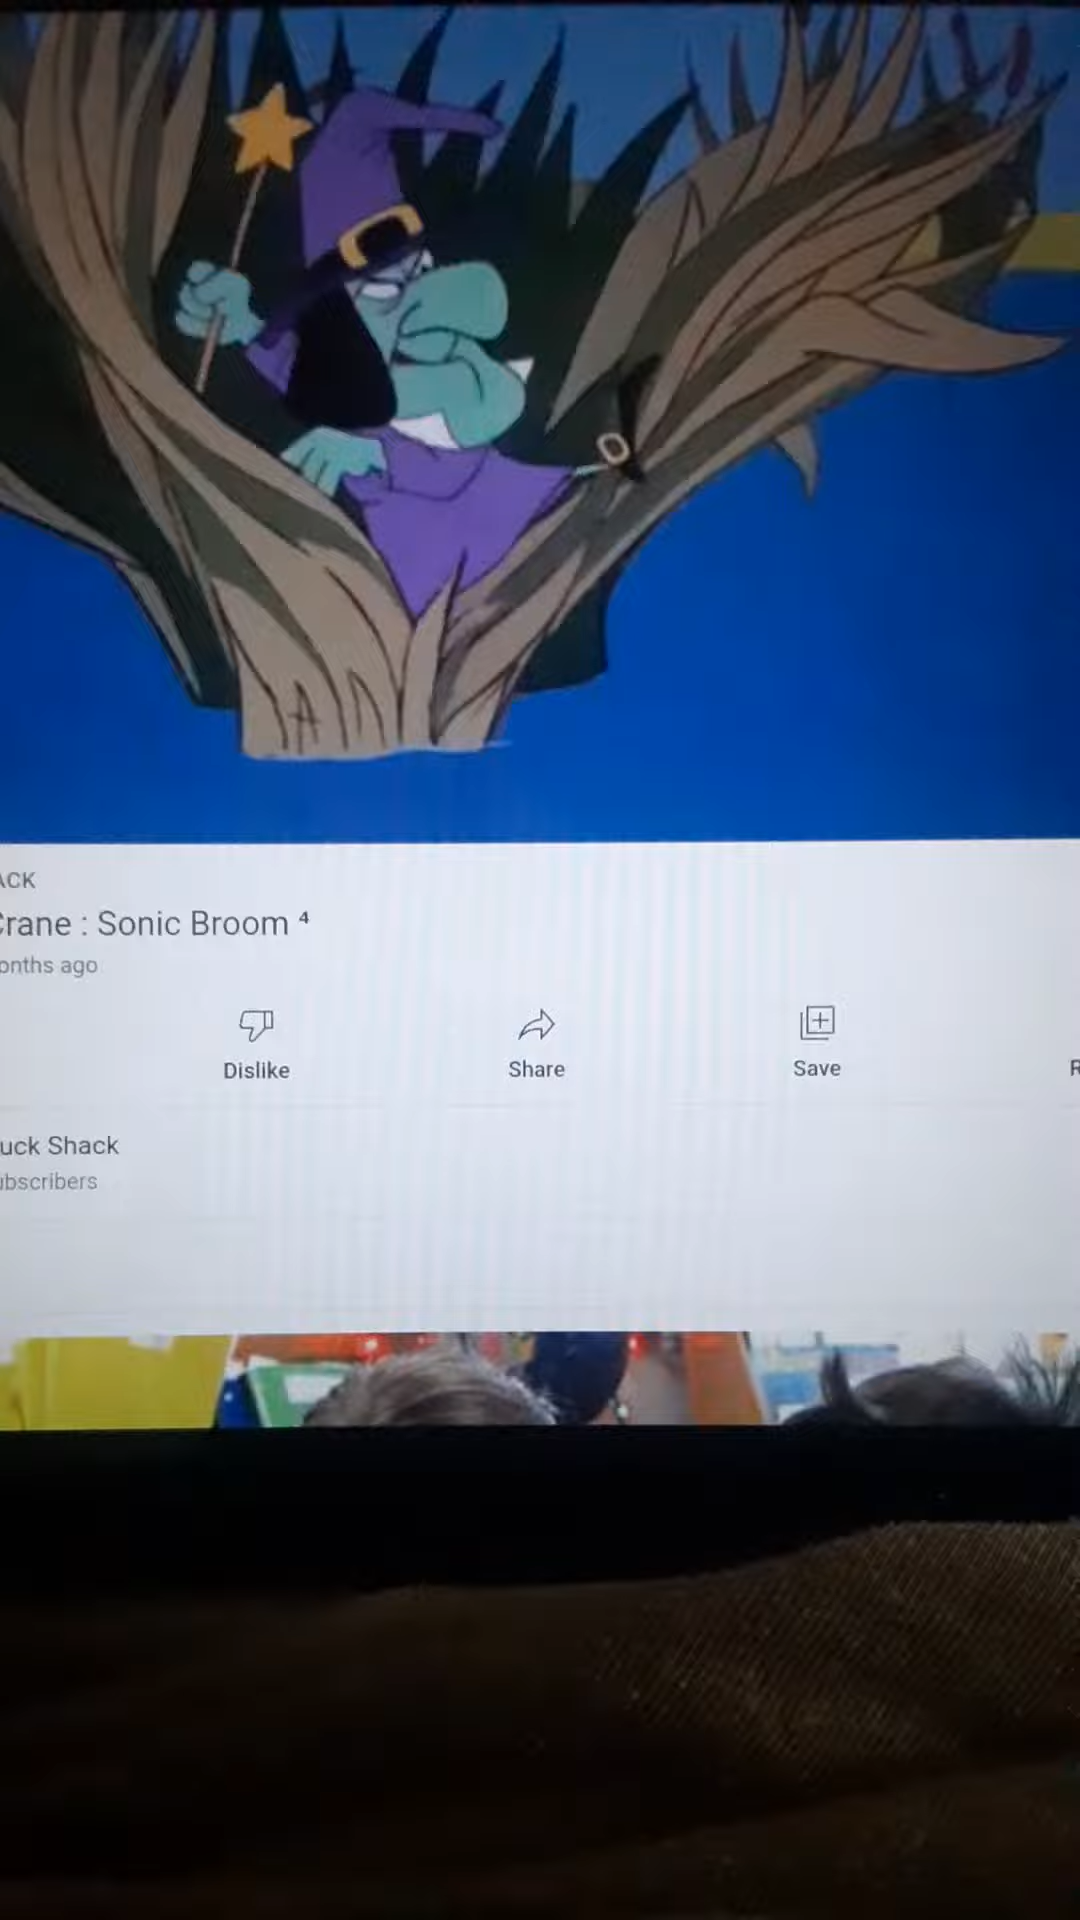 ACK
Crane : Sonic Broom ⁴
onths ago
Dislike
Share
Save
R
uck Shack
ubscribers